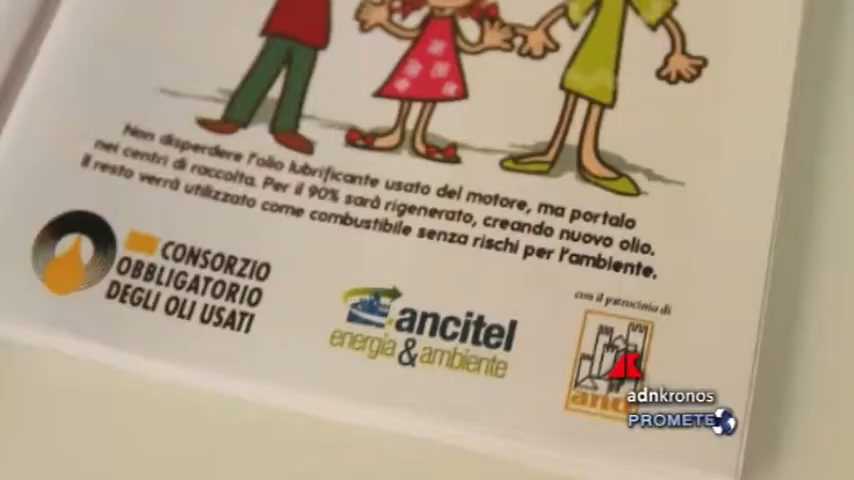 Non disperdere l'olio lubrificante usato del motore, ma portalo
nei centri di raccolta. Per il 90% sarà rigenerato, creando nuovo olio.
Il resto verrà utilizzato come combustibile senza rischi per l'ambiente.
CONSORZIO
OBBLIGATORIO
DEGLI OLI USATI
ancitel
energia & ambiente
con il patrocinio di
adnkronos